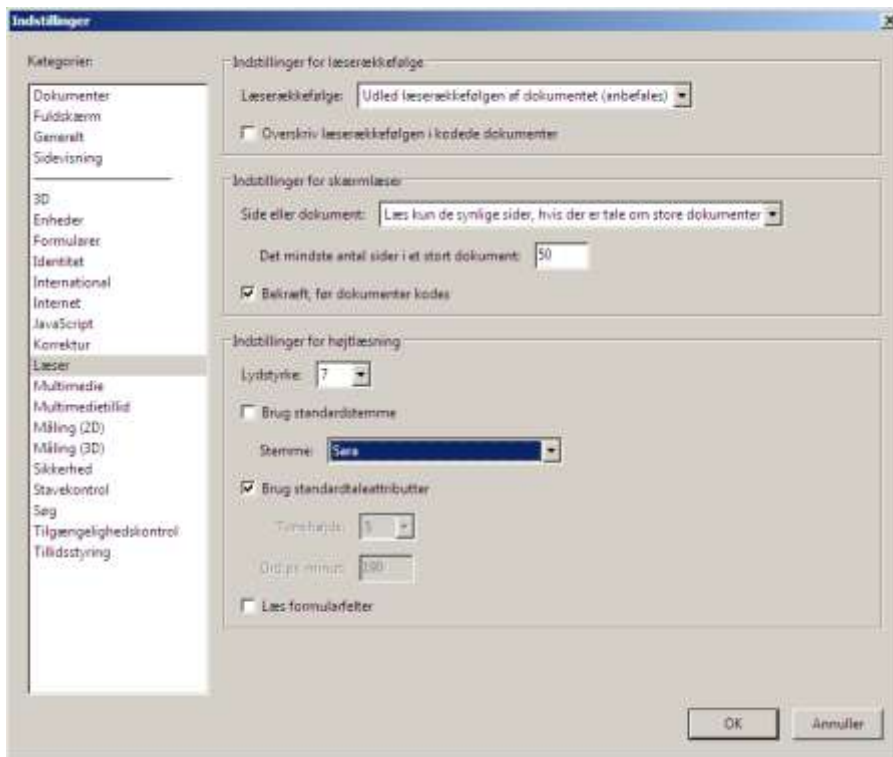 Indstillinger
Kategorier:
Dokumenter
Fuldskærm
Generelt
Sidevisning
3D
Enheder
Formularer
Identitet
International
Internet
JavaScript
Korrektur
Læser
Multimedie
Multimedietillid
Måling (2D)
Måling (3D)
Sikkerhed
Stavekontrol
Søg
Tilgængelighedskontrol
Tillidsstyring
Indstillinger for læserækkefølge
Læserækkefølge: Udled læserækkefølgen af dokumentet (anbefales)
Overskriv læserækkefølgen i kodede dokumenter
Indstillinger for skærmlæser
Side eller dokument: Læs kun de synlige sider, hvis der er tale om store dokumenter
Det mindste antal sider i et stort dokument: 50
Bekræft, før dokumenter kodes
Indstillinger for højtlæsning
Lydstyrke: 7
Brug standardstemme
Stemme: Sara
Brug standardtaleattributter
Ord pr. minut: 190
Læs formularfelter
OK
Annuller